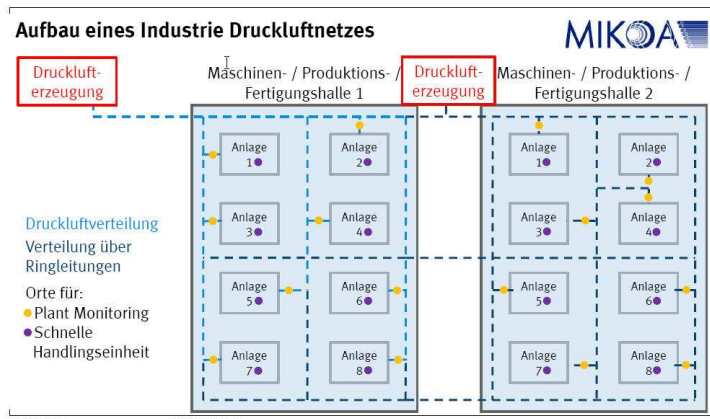 Aufbau eines Industrie Druckluftnetzes
MIKOA
Druckluft-
erzeugung
Maschinen- / Produktions- /
Fertigungshalle 1
Druckluft-
erzeugung
Maschinen- / Produktions- /
Fertigungshalle 2
Anlage
1
Anlage
2
Anlage
3
Anlage
4
Anlage
5
Anlage
6
Anlage
7
Anlage
8
Anlage
1
Anlage
2
Anlage
3
Anlage
4
Anlage
5
Anlage
6
Anlage
7
Anlage
8
Druckluftverteilung
Verteilung über
Ringleitungen
Orte für:
Plant Monitoring
Schnelle
Handlingseinheit